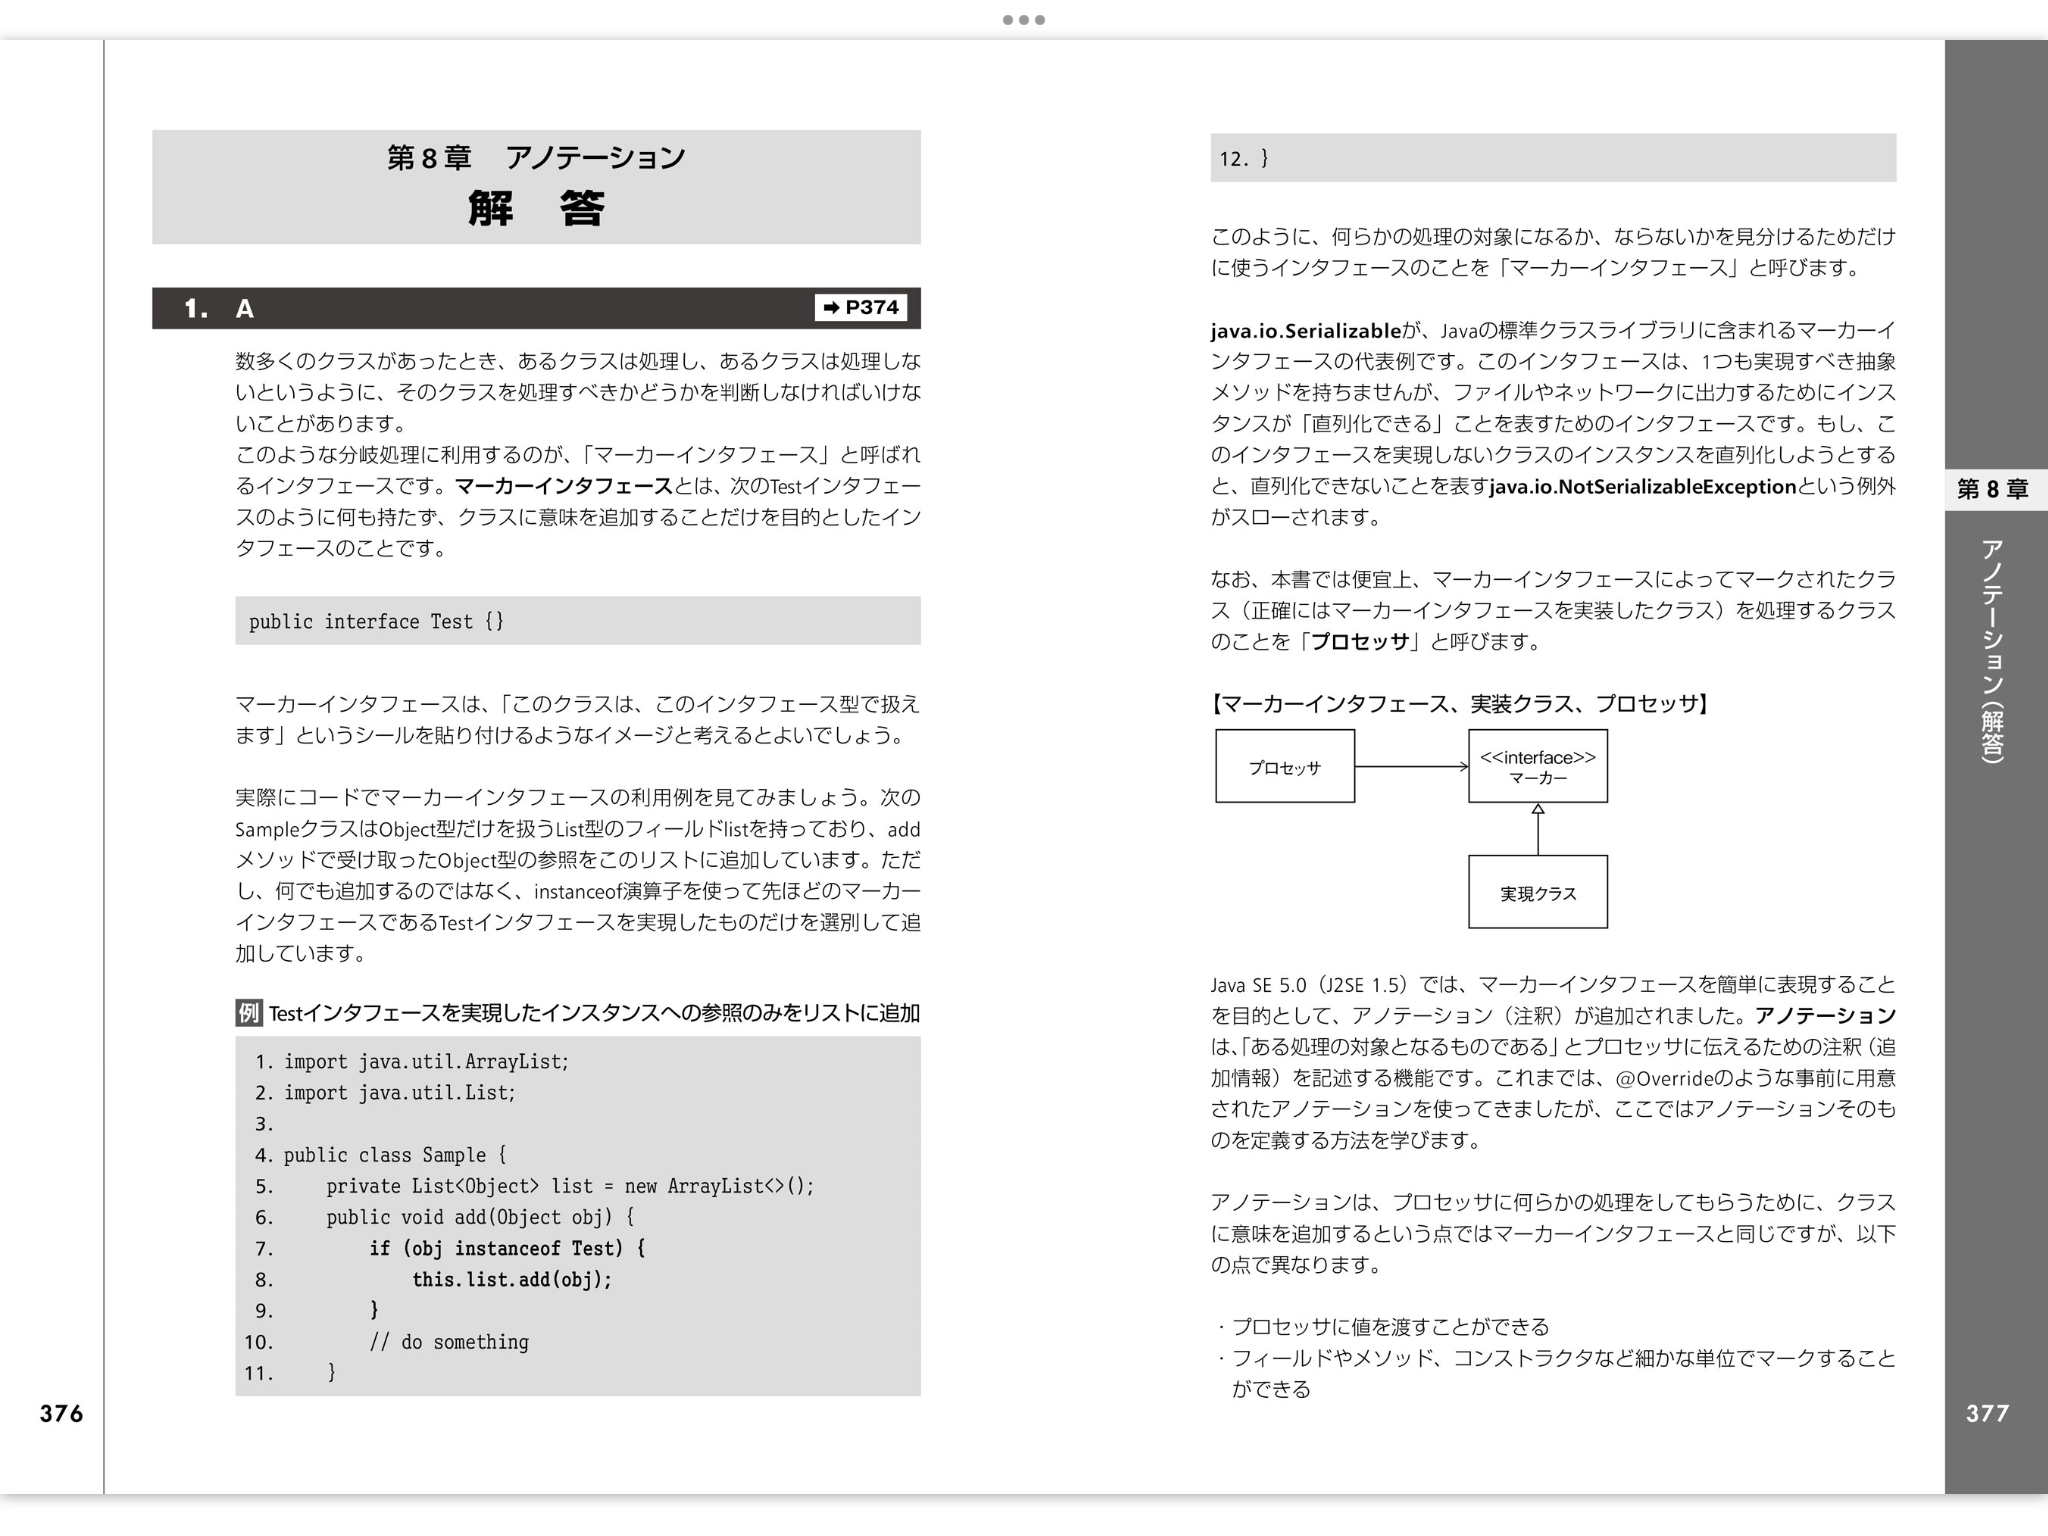 第8章　アノテーション
解　答
1.　A
➡ P374
数多くのクラスがあったとき、あるクラスは処理し、あるクラスは処理しな
いというように、そのクラスを処理すべきかどうかを判断しなければいけな
いことがあります。
このような分岐処理に利用するのが、「マーカーインタフェース」と呼ばれ
るインタフェースです。マーカーインタフェースとは、次のTestインタフェー
スのように何も持たず、クラスに意味を追加することだけを目的としたイン
タフェースのことです。
public interface Test {}
マーカーインタフェースは、「このクラスは、このインタフェース型で扱え
ます」というシールを貼り付けるようなイメージと考えるとよいでしょう。
実際にコードでマーカーインタフェースの利用例を見てみましょう。次の
SampleクラスはObject型だけを扱うList型のフィールドlistを持っており、add
メソッドで受け取ったObject型の参照をこのリストに追加しています。ただ
し、何でも追加するのではなく、instanceof演算子を使って先ほどのマーカー
インタフェースであるTestインタフェースを実現したものだけを選別して追
加しています。
例 Testインタフェースを実現したインスタンスへの参照のみをリストに追加
1. import java.util.ArrayList;
2. import java.util.List;
3.
4. public class Sample {
5.     private List<Object> list = new ArrayList<>();
6.     public void add(Object obj) {
7.         if (obj instanceof Test) {
8.             this.list.add(obj);
9.         }
10.         // do something
11.     }
376
12. }
このように、何らかの処理の対象になるか、ならないかを見分けるためだけ
に使うインタフェースのことを「マーカーインタフェース」と呼びます。
java.io.Serializableが、Javaの標準クラスライブラリに含まれるマーカーイ
ンタフェースの代表例です。このインタフェースは、1つも実現すべき抽象
メソッドを持ちませんが、ファイルやネットワークに出力するためにインス
タンスが「直列化できる」ことを表すためのインタフェースです。もし、こ
のインタフェースを実現しないクラスのインスタンスを直列化しようとする
と、直列化できないことを表すjava.io.NotSerializableExceptionという例外
がスローされます。
なお、本書では便宜上、マーカーインタフェースによってマークされたクラ
ス（正確にはマーカーインタフェースを実装したクラス）を処理するクラス
のことを「プロセッサ」と呼びます。
【マーカーインタフェース、実装クラス、プロセッサ】
プロセッサ
<<interface>>
マーカー
実現クラス
Java SE 5.0（J2SE 1.5）では、マーカーインタフェースを簡単に表現すること
を目的として、アノテーション（注釈）が追加されました。アノテーション
は、「ある処理の対象となるものである」とプロセッサに伝えるための注釈（追
加情報）を記述する機能です。これまでは、@Overrideのような事前に用意
されたアノテーションを使ってきましたが、ここではアノテーションそのも
のを定義する方法を学びます。
アノテーションは、プロセッサに何らかの処理をしてもらうために、クラス
に意味を追加するという点ではマーカーインタフェースと同じですが、以下
の点で異なります。
・プロセッサに値を渡すことができる
・フィールドやメソッド、コンストラクタなど細かな単位でマークすること
ができる
第8章
アノテーション（解答）
377